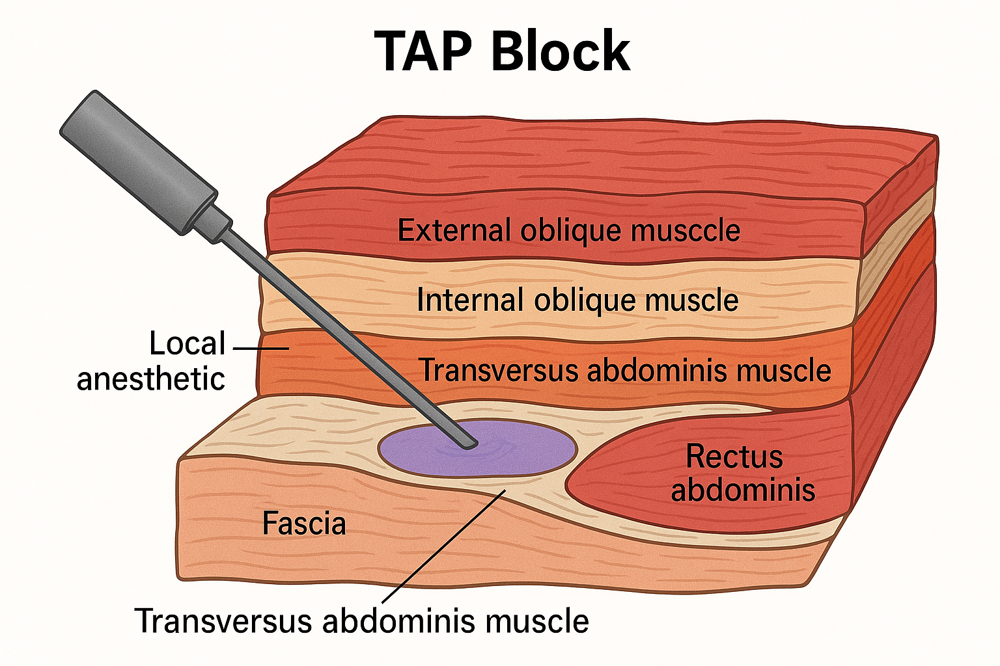 TAP Block
External oblique musccle
Internal oblique muscle
Local
anesthetic
Transversus abdominis muscle
Rectus
abdominis
Fascia
Transversus abdominis muscle